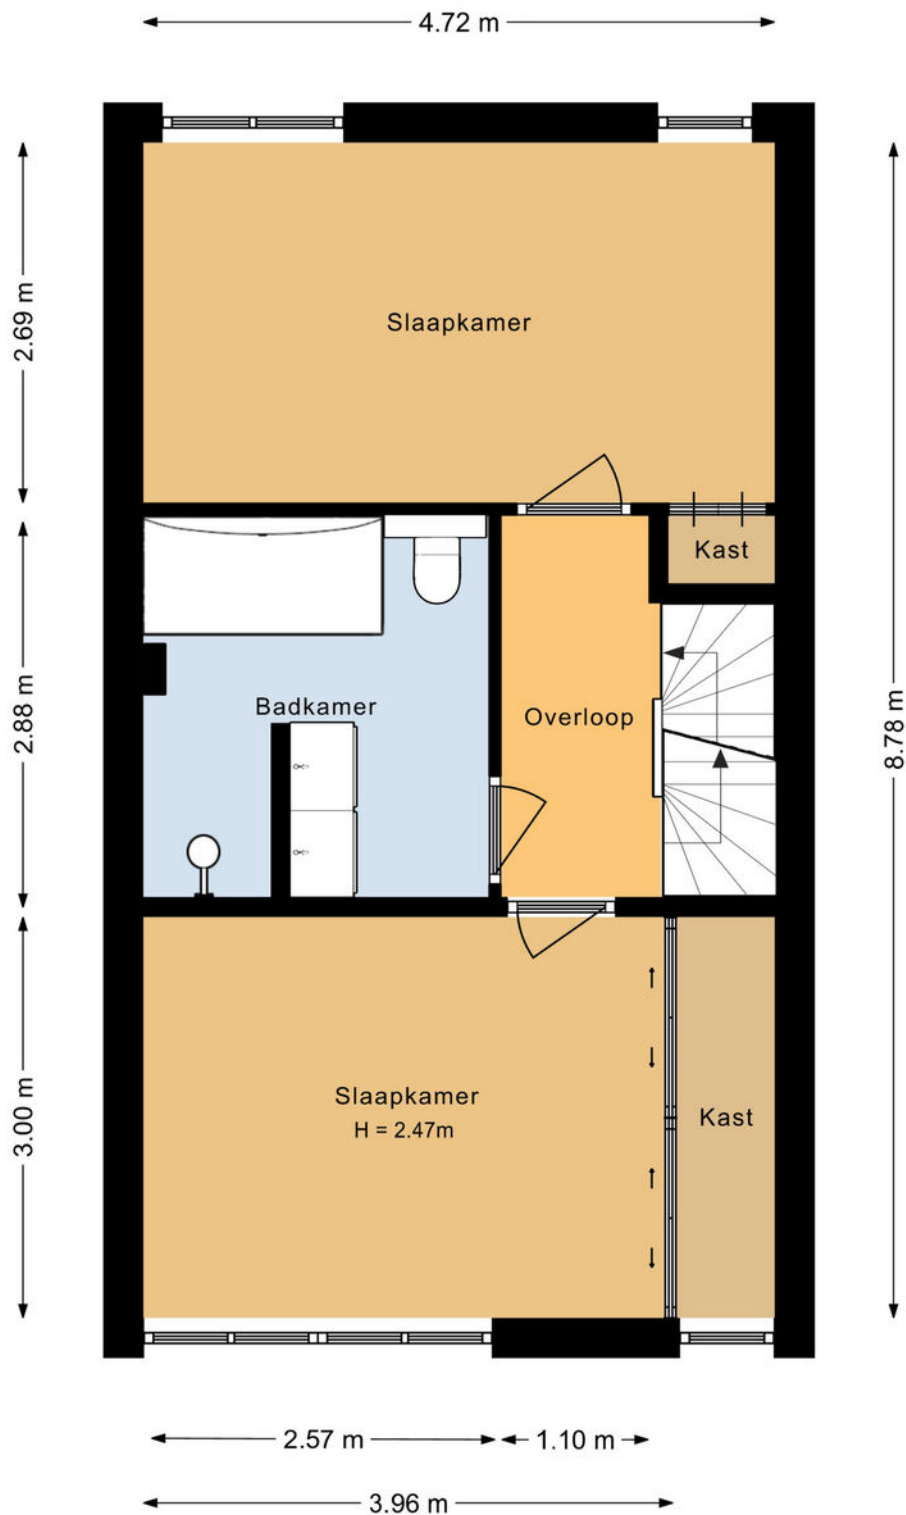 4.72 m
2.69 m
Slaapkamer
Kast
2.88 m
Badkamer
Overloop
8.78 m
3.00 m
Slaapkamer
H = 2.47m
Kast
2.57 m
1.10 m
3.96 m